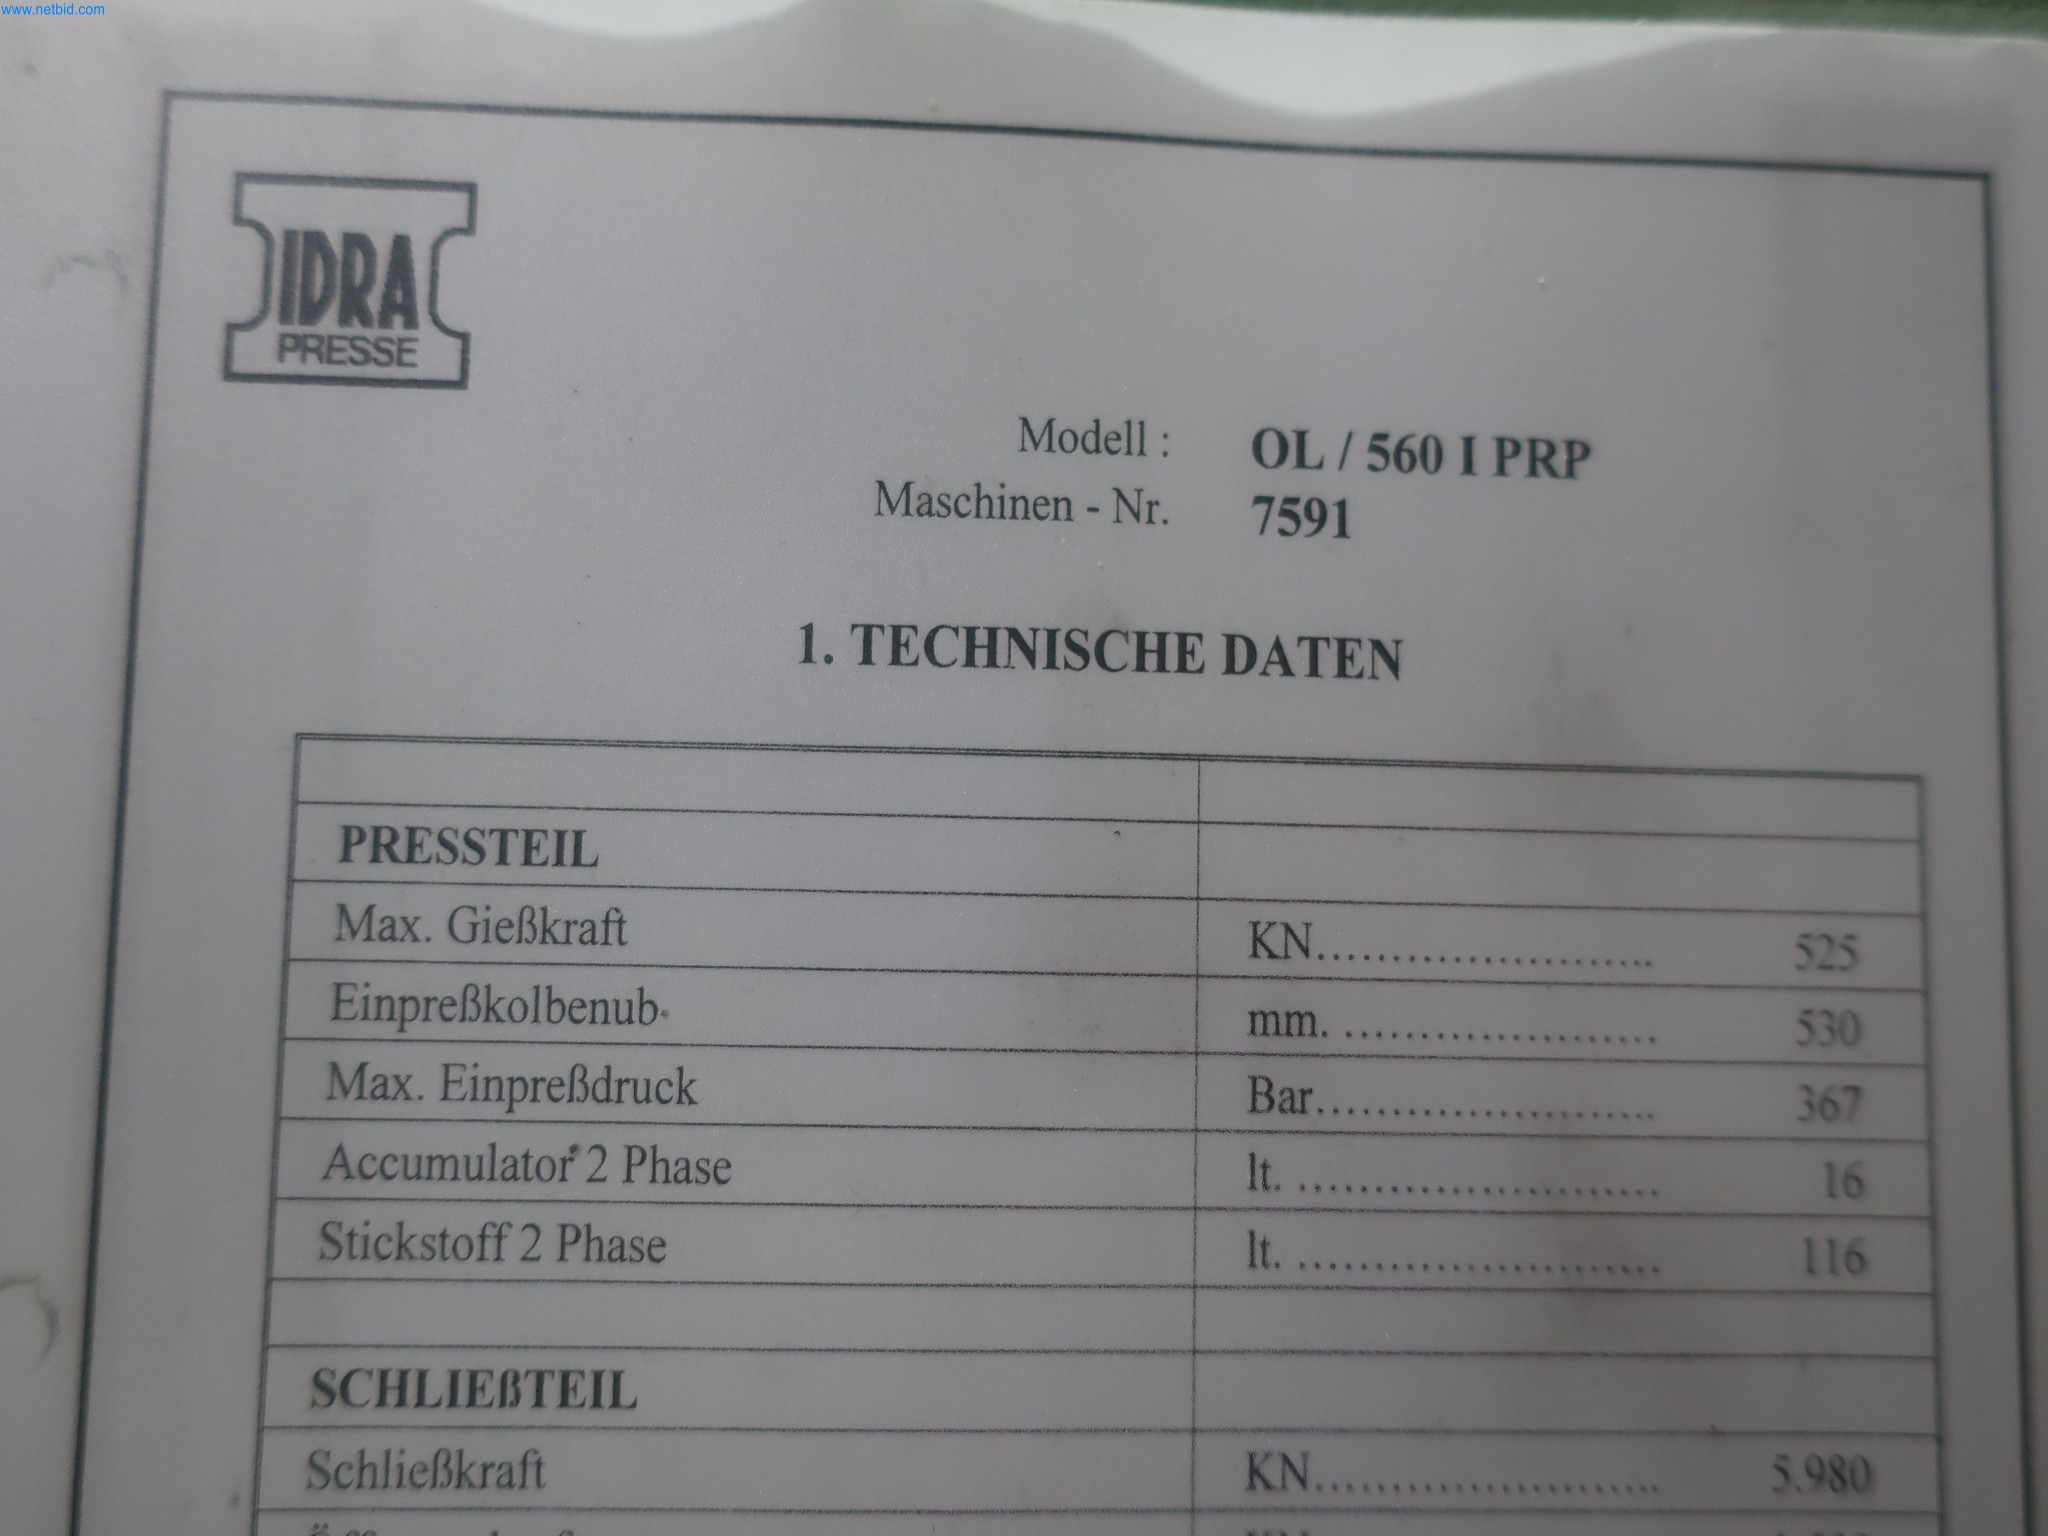 www.netbid.com
IDRA
PRESSE
Modell : OL / 560 I PRP
Maschinen - Nr. 7591
1. TECHNISCHE DATEN
PRESSTEIL
Max. Gießkraft KN........................ 525
Einpreßkolbenub. mm. ...................... 530
Max. Einpreßdruck Bar........................ 367
Accumulator 2 Phase lt. ........................ 16
Stickstoff 2 Phase lt. ........................ 116
SCHLIEßTEIL
Schließkraft KN........................ 5.980